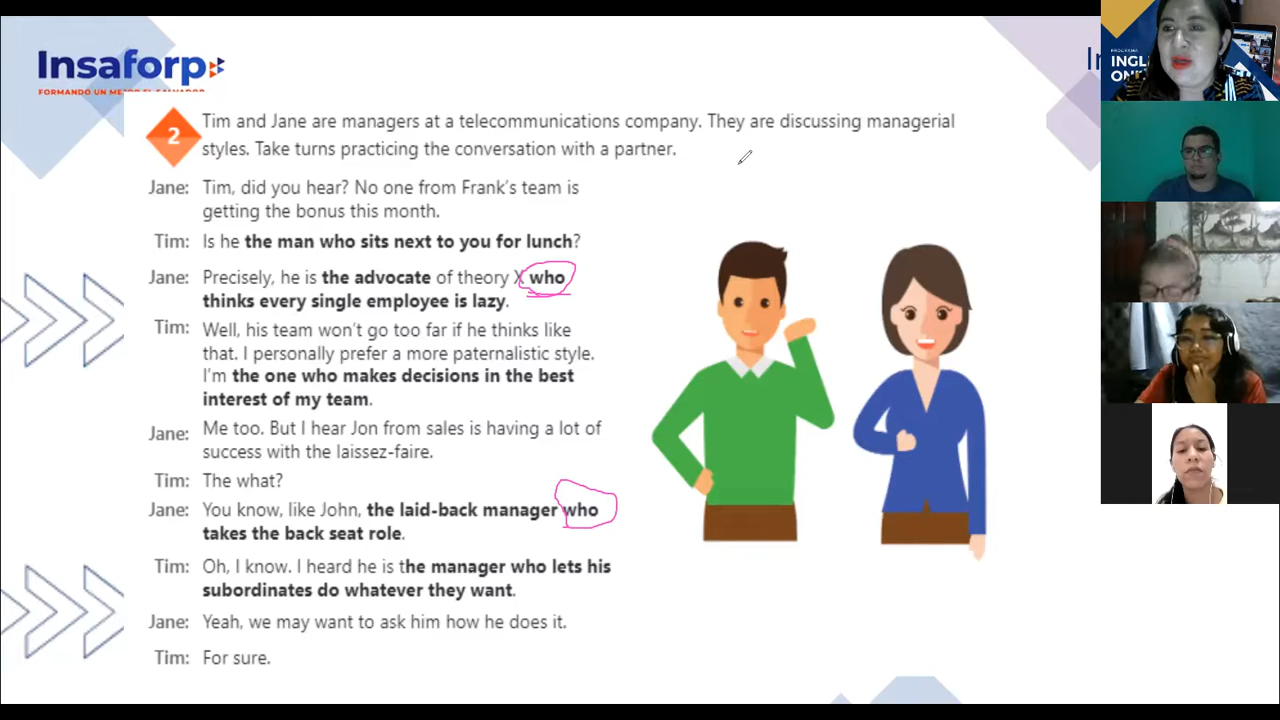 Insaforp
FORMANDO UN MEJOR EL SALVADOR
2
Tim and Jane are managers at a telecommunications company. They are discussing managerial
styles. Take turns practicing the conversation with a partner.
Jane: Tim, did you hear? No one from Frank's team is
getting the bonus this month.
Tim: Is he the man who sits next to you for lunch?
Jane: Precisely, he is the advocate of theory X who
thinks every single employee is lazy.
Tim: Well, his team won't go too far if he thinks like
that. I personally prefer a more paternalistic style.
I'm the one who makes decisions in the best
interest of my team.
Jane: Me too. But I hear Jon from sales is having a lot of
success with the laissez-faire.
Tim: The what?
Jane: You know, like John, the laid-back manager who
takes the back seat role.
Tim: Oh, I know. I heard he is the manager who lets his
subordinates do whatever they want.
Jane: Yeah, we may want to ask him how he does it.
Tim: For sure.
PROGRAMA
INGL
ON